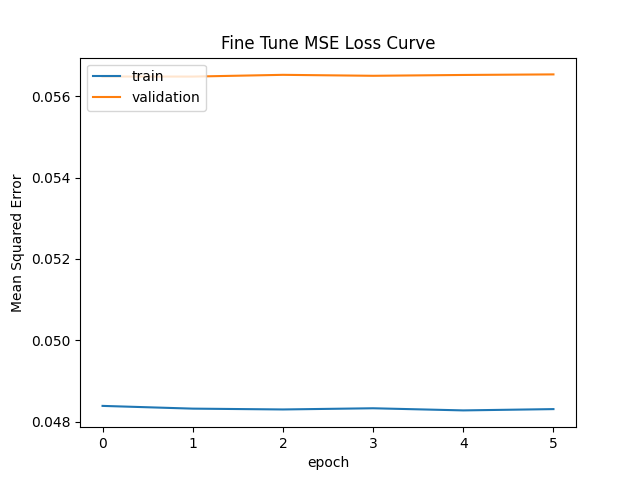 Fine Tune MSE Loss Curve
train
validation
0.056
0.054
0.052
0.050
0.048
Mean Squared Error
0 1 2 3 4 5
epoch